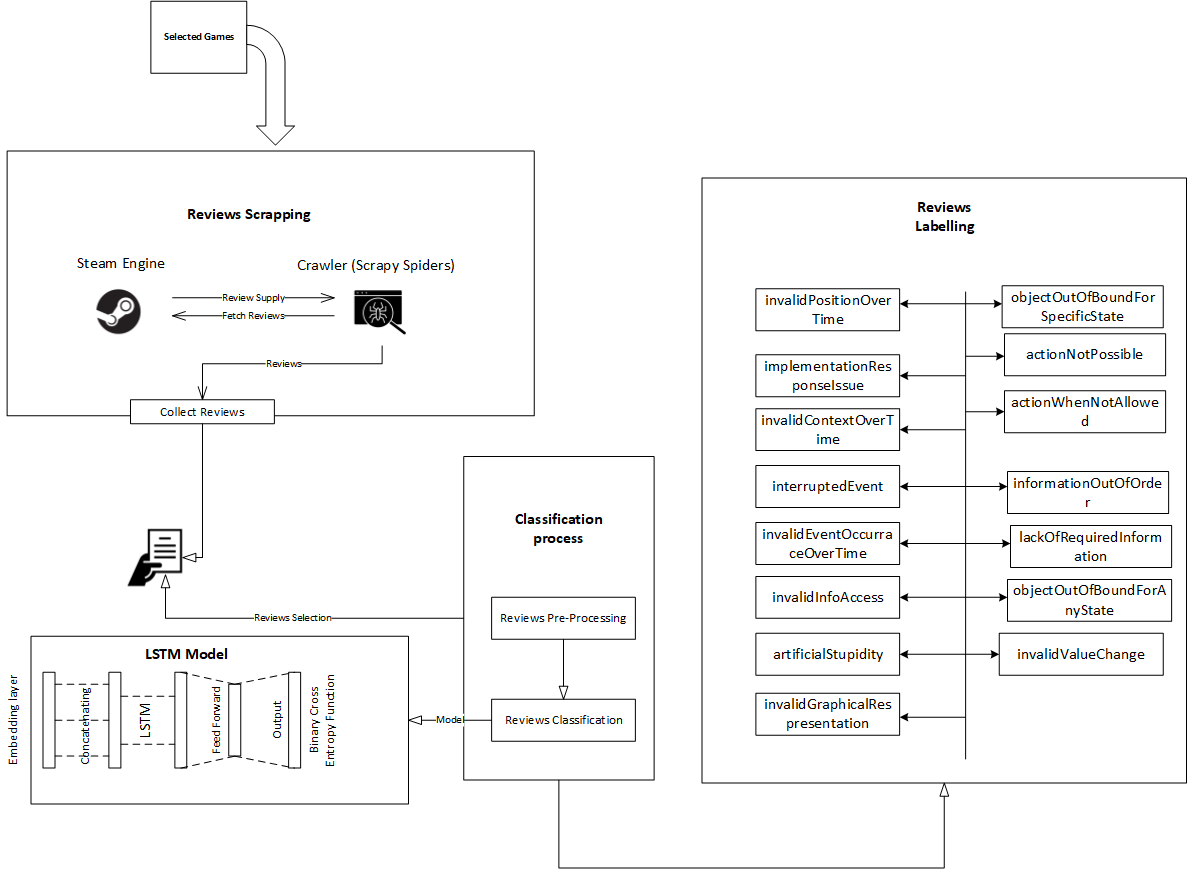 Selected Games
Reviews Scrapping
Steam Engine
Crawler (Scrapy Spiders)
Review Supply
Fetch Reviews
Reviews
Collect Reviews
Classification
process
Reviews Pre-Processing
Reviews Selection
Reviews Classification
Model
LSTM Model
Embedding layer
Concatenating
LSTM
Feed Forward
Output
Binary Cross
Entropy Function
Reviews
Labelling
invalidPositionOver
Time
objectOutOfBoundFor
SpecificState
actionNotPossible
implementationRes
ponseIssue
actionWhenNotAllowe
d
invalidContextOverT
ime
interruptedEvent
informationOutOfOrde
r
invalidEventOccurra
ceOverTime
lackOfRequiredInform
ation
invalidInfoAccess
objectOutOfBoundForA
nyState
artificialStupidity
invalidValueChange
invalidGraphicalRes
presentation